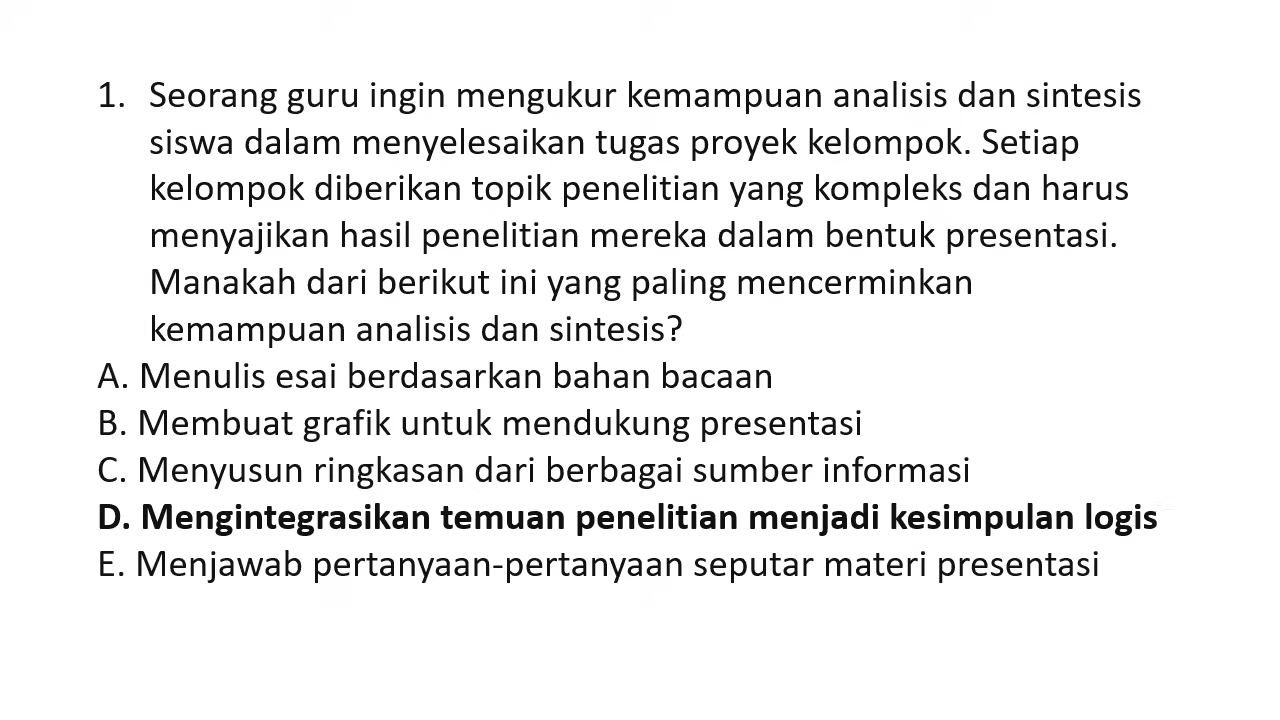 1. Seorang guru ingin mengukur kemampuan analisis dan sintesis
siswa dalam menyelesaikan tugas proyek kelompok. Setiap
kelompok diberikan topik penelitian yang kompleks dan harus
menyajikan hasil penelitian mereka dalam bentuk presentasi.
Manakah dari berikut ini yang paling mencerminkan
kemampuan analisis dan sintesis?
A. Menulis esai berdasarkan bahan bacaan
B. Membuat grafik untuk mendukung presentasi
C. Menyusun ringkasan dari berbagai sumber informasi
D. Mengintegrasikan temuan penelitian menjadi kesimpulan logis
E. Menjawab pertanyaan-pertanyaan seputar materi presentasi